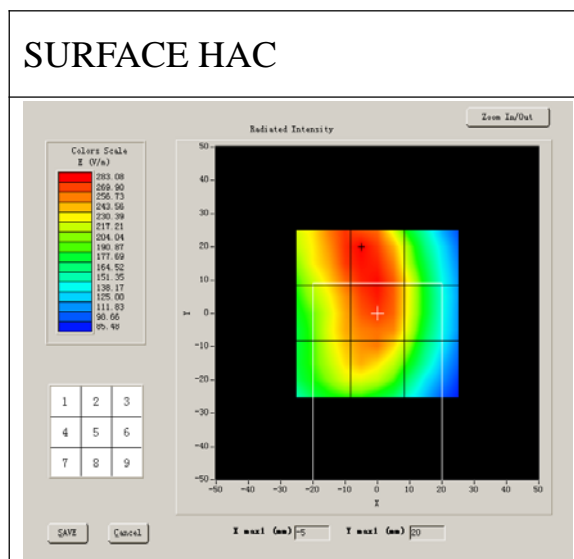 SURFACE HAC
Zoom In/Out
Radiated Intensity
Colors Scale
E (V/m)
283.08
269.90
256.73
243.56
230.39
217.21
204.04
190.87
177.69
164.52
151.35
138.17
125.00
111.83
98.66
85.48
50
40
30
20
10
0
-10
-20
-30
-40
-50
Y
-50 -40 -30 -20 -10 0 10 20 30 40 50
X
1 2 3
4 5 6
7 8 9
SAVE Cancel
X max1 (mm) -5 Y max1 (mm) 20